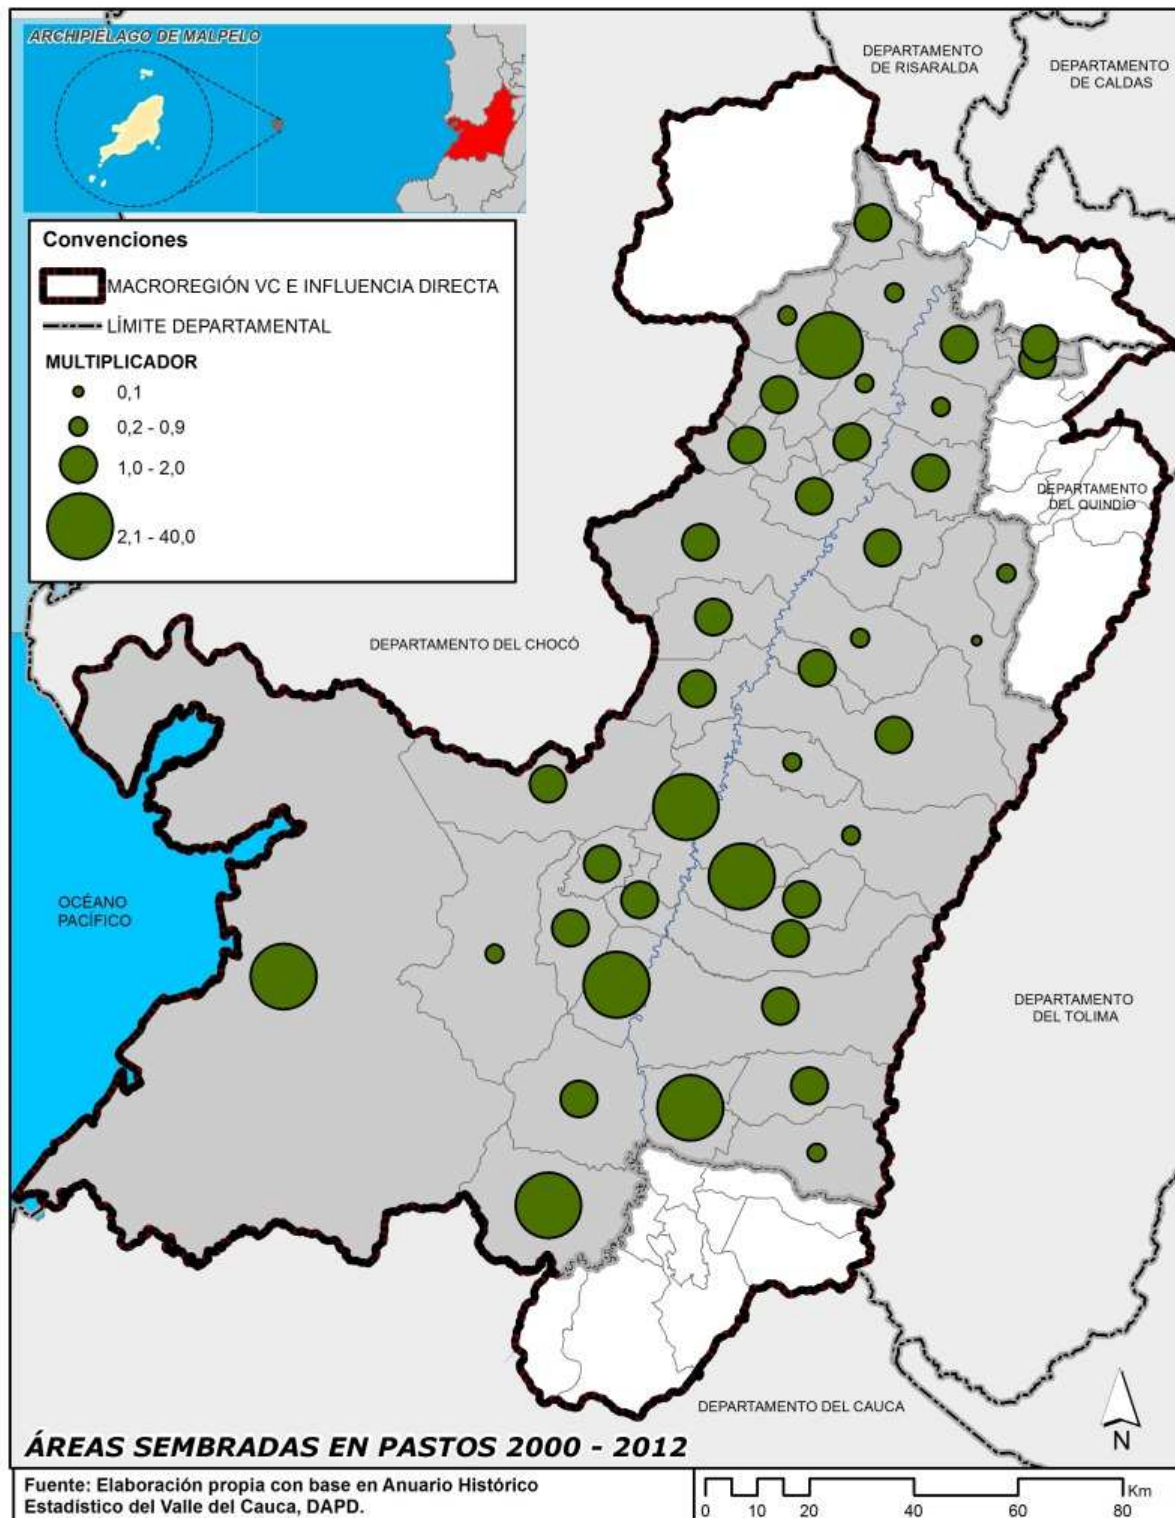 ARCHIPIÉLAGO DE MALPELO
DEPARTAMENTO
DE RISARALDA
DEPARTAMENTO
DE CALDAS
Convenciones
MACROREGIÓN VC E INFLUENCIA DIRECTA
LÍMITE DEPARTAMENTAL
MULTIPLICADOR
0,1
0,2 - 0,9
1,0 - 2,0
2,1 - 40,0
DEPARTAMENTO
DEL QUINDÍO
DEPARTAMENTO DEL CHOCÓ
OCÉANO
PACÍFICO
DEPARTAMENTO
DEL TOLIMA
DEPARTAMENTO DEL CAUCA
N
ÁREAS SEMBRADAS EN PASTOS 2000 - 2012
Fuente: Elaboración propia con base en Anuario Histórico
Estadístico del Valle del Cauca, DAPD.
Km
0 10 20 40 60 80